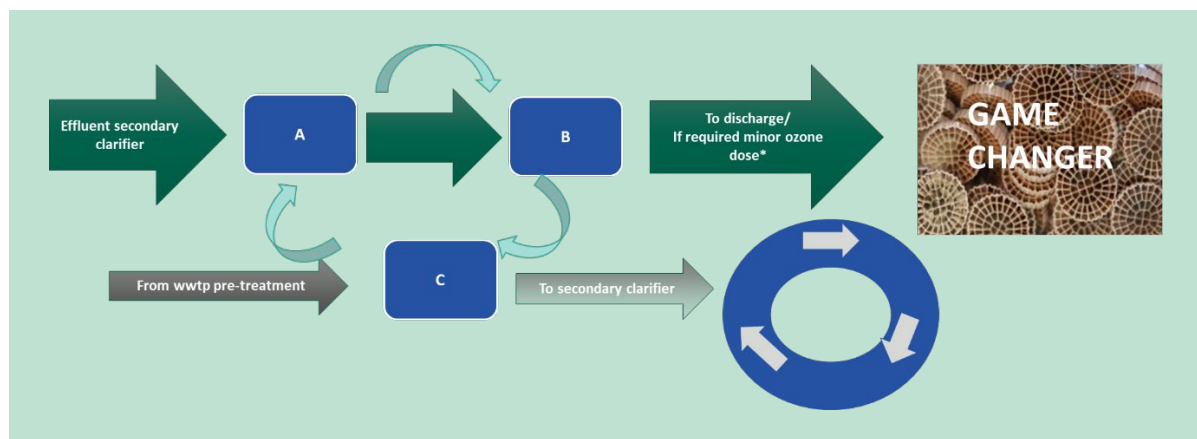 Effluent secondary
clarifier
A
B
To discharge/
If required minor ozone
dose*
GAME
CHANGER
From wwtp pre-treatment
C
To secondary clarifier